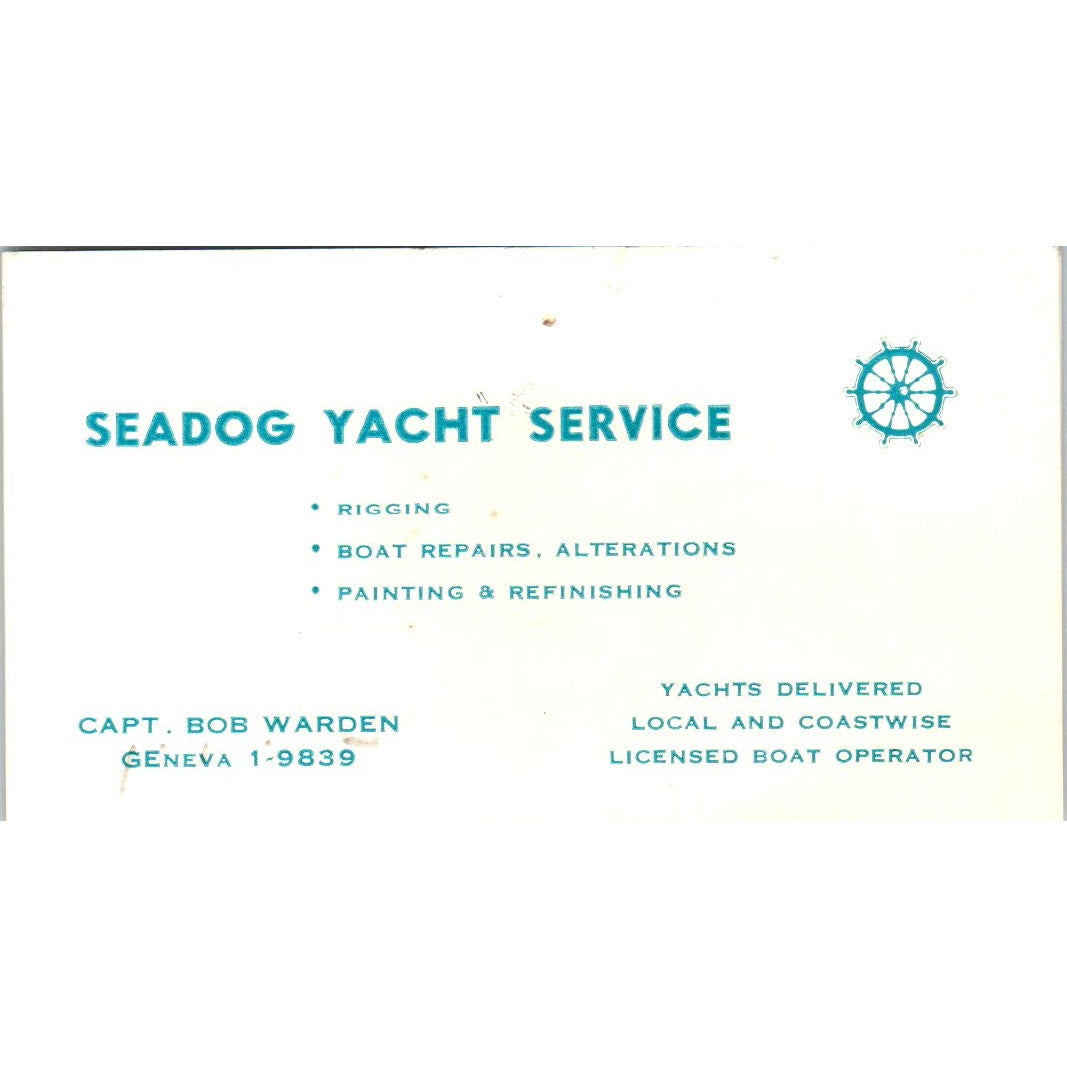 SEADOG YACHT SERVICE
• RIGGING
• BOAT REPAIRS, ALTERATIONS
• PAINTING & REFINISHING
CAPT. BOB WARDEN
GENEVA 1-9839
YACHTS DELIVERED
LOCAL AND COASTWISE
LICENSED BOAT OPERATOR